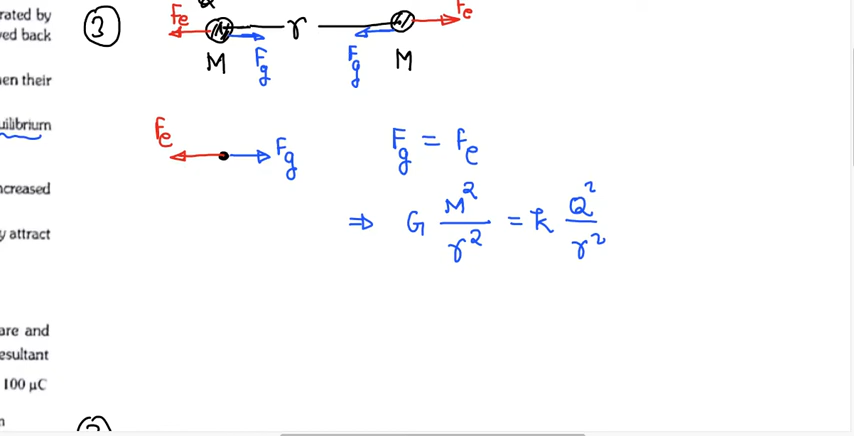 rated by
ved back
en their
uilibrium
ncreased
y attract
are and
esultant
100 μC
n
③ Fe Q r Fe
M Fg Fg M
Fe Fg Fg = Fe
⇒ G M²/r² = k Q²/r²